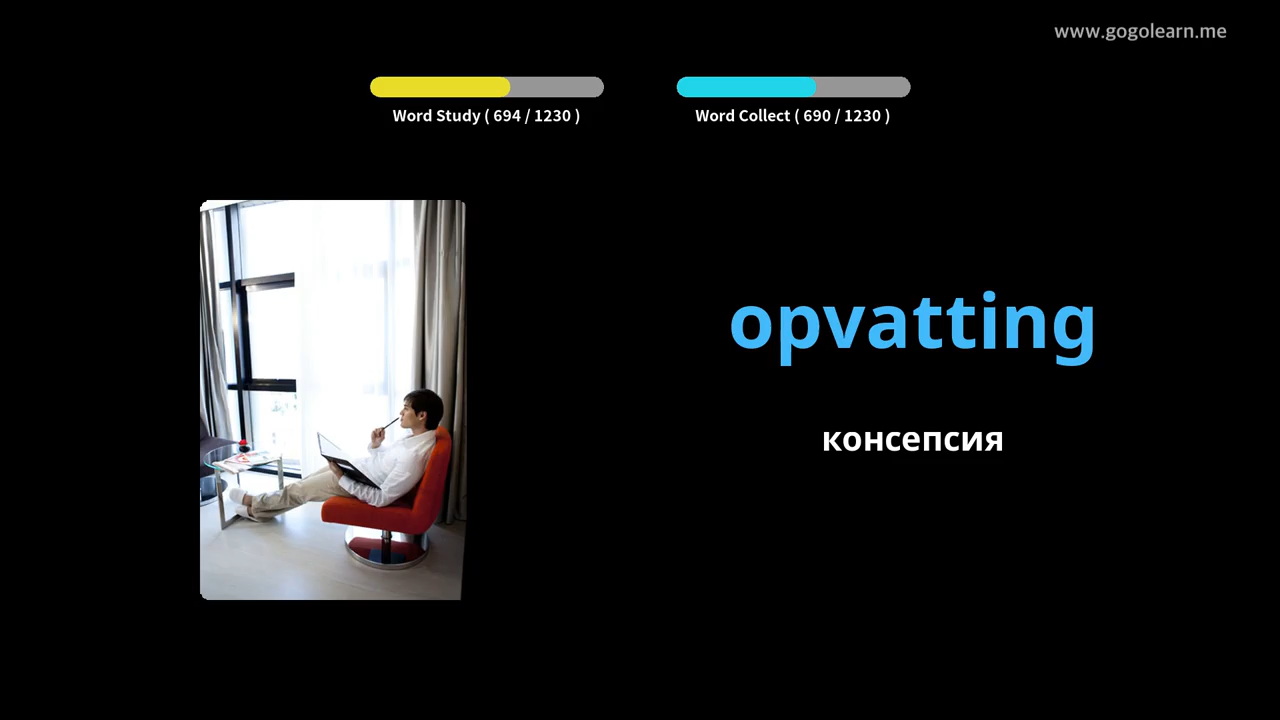 www.gogolearn.me
Word Study ( 694 / 1230 )
Word Collect ( 690 / 1230 )
opvatting
консепсия